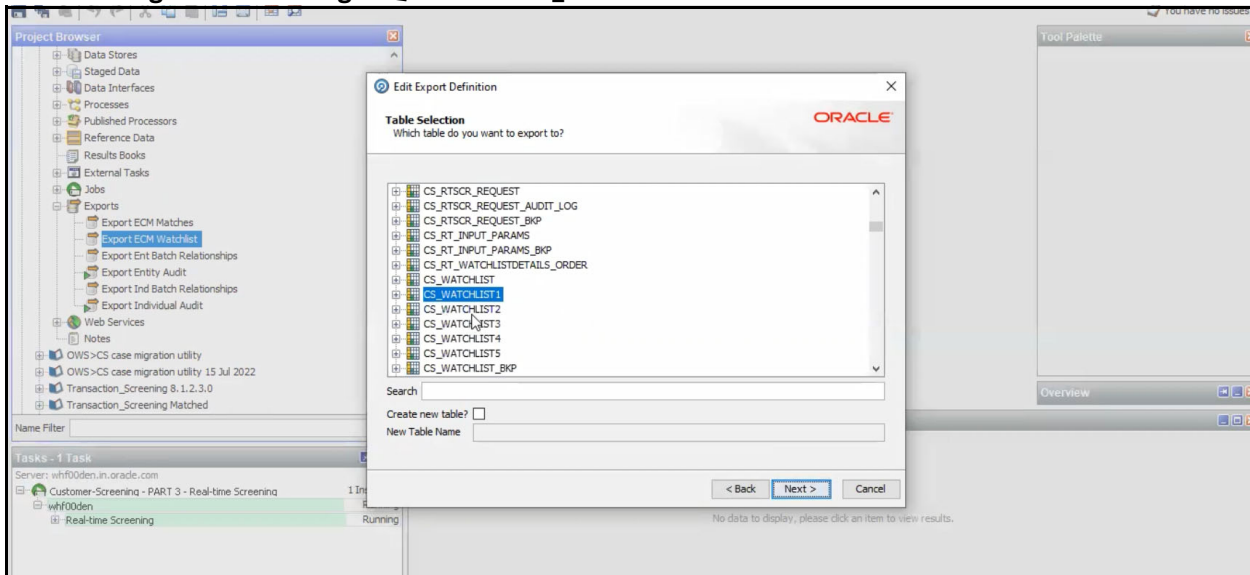 You have no issues
Project Browser
Data Stores
Staged Data
Data Interfaces
Processes
Published Processors
Reference Data
Results Books
External Tasks
Jobs
Exports
Export ECM Matches
Export ECM Watchlist
Export Ent Batch Relationships
Export Entity Audit
Export Ind Batch Relationships
Export Individual Audit
Web Services
Notes
OWS>CS case migration utility
OWS>CS case migration utility 15 Jul 2022
Transaction_Screening 8.1.2.3.0
Transaction_Screening Matched
Name Filter
Tasks - 1 Task
Server: whf00den.in.oracle.com
Customer-Screening - PART 3 - Real-time Screening
whf00den
Real-time Screening Running
Edit Export Definition
Table Selection
Which table do you want to export to?
ORACLE
CS_RTSCR_REQUEST
CS_RTSCR_REQUEST_AUDIT_LOG
CS_RTSCR_REQUEST_BKP
CS_RT_INPUT_PARAMS
CS_RT_INPUT_PARAMS_BKP
CS_RT_WATCHLISTDETAILS_ORDER
CS_WATCHLIST
CS_WATCHLIST1
CS_WATCHLIST2
CS_WATCHLIST3
CS_WATCHLIST4
CS_WATCHLIST5
CS_WATCHLIST_BKP
Search
Create new table?
New Table Name
< Back Next > Cancel
Tool Palette
Overview
No data to display, please click an item to view results.